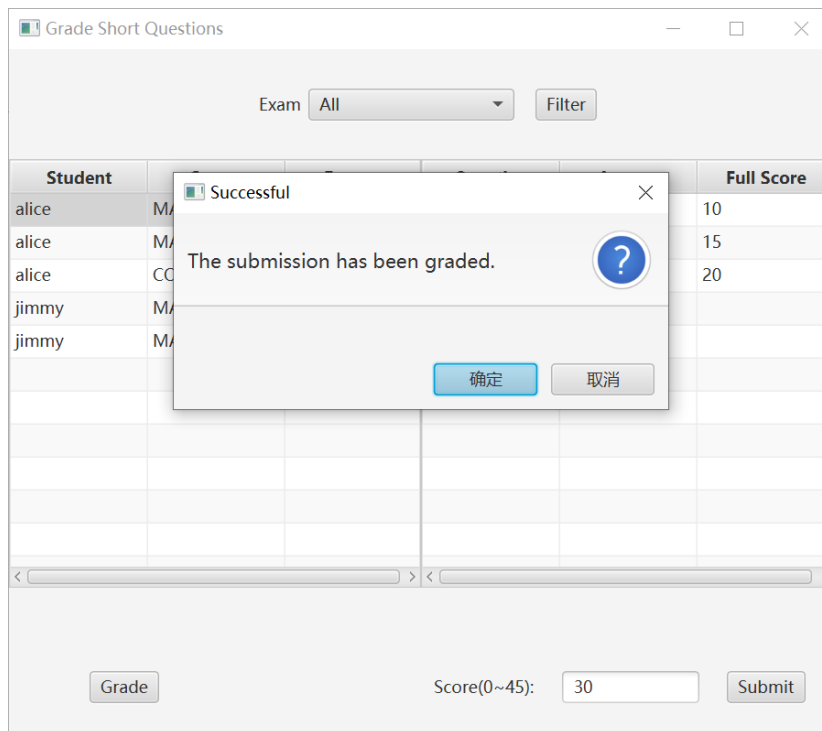 Grade Short Questions
Exam All Filter
Student Full Score
Successful
alice 10
alice 15
The submission has been graded.
alice 20
jimmy
jimmy
确定 取消
Grade Score(0~45): 30 Submit